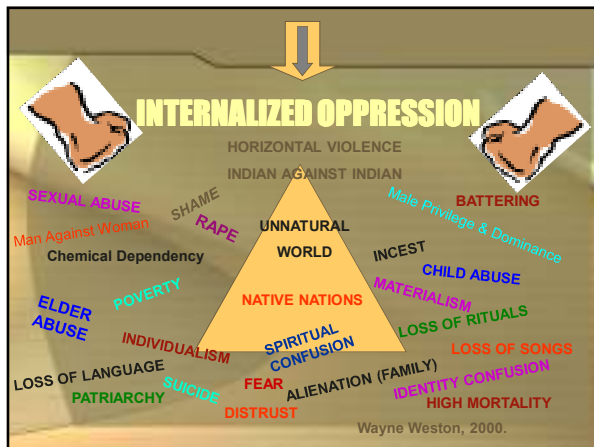 INTERNALIZED OPPRESSION
HORIZONTAL VIOLENCE
INDIAN AGAINST INDIAN
SEXUAL ABUSE
SHAME
RAPE
Man Against Woman
Chemical Dependency
UNNATURAL
WORLD
BATTERING
Male Privilege & Dominance
INCEST
CHILD ABUSE
MATERIALISM
POVERTY
ELDER
ABUSE
NATIVE NATIONS
LOSS OF RITUALS
INDIVIDUALISM
SPIRITUAL
CONFUSION
LOSS OF SONGS
LOSS OF LANGUAGE
PATRIARCHY
SUICIDE
FEAR
DISTRUST
ALIENATION (FAMILY)
IDENTITY CONFUSION
HIGH MORTALITY
Wayne Weston, 2000.